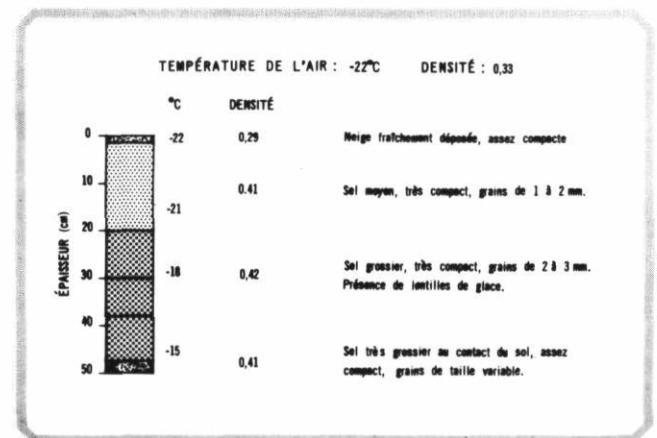 TEMPÉRATURE DE L'AIR : -22°C DENSITÉ : 0,33
°C DENSITÉ
0 -22 0,29 Neige fraîchement déposée, assez compacte
10 0.41 Sel moyen, très compact, grains de 1 à 2 mm.
-21
20
ÉPAISSEUR (cm)
30 -18 0,42 Sel grossier, très compact, grains de 2 à 3 mm.
Présence de lentilles de glace.
40
-15 Sel très grossier au contact du sol, assez
50 0,41 compact, grains de taille variable.